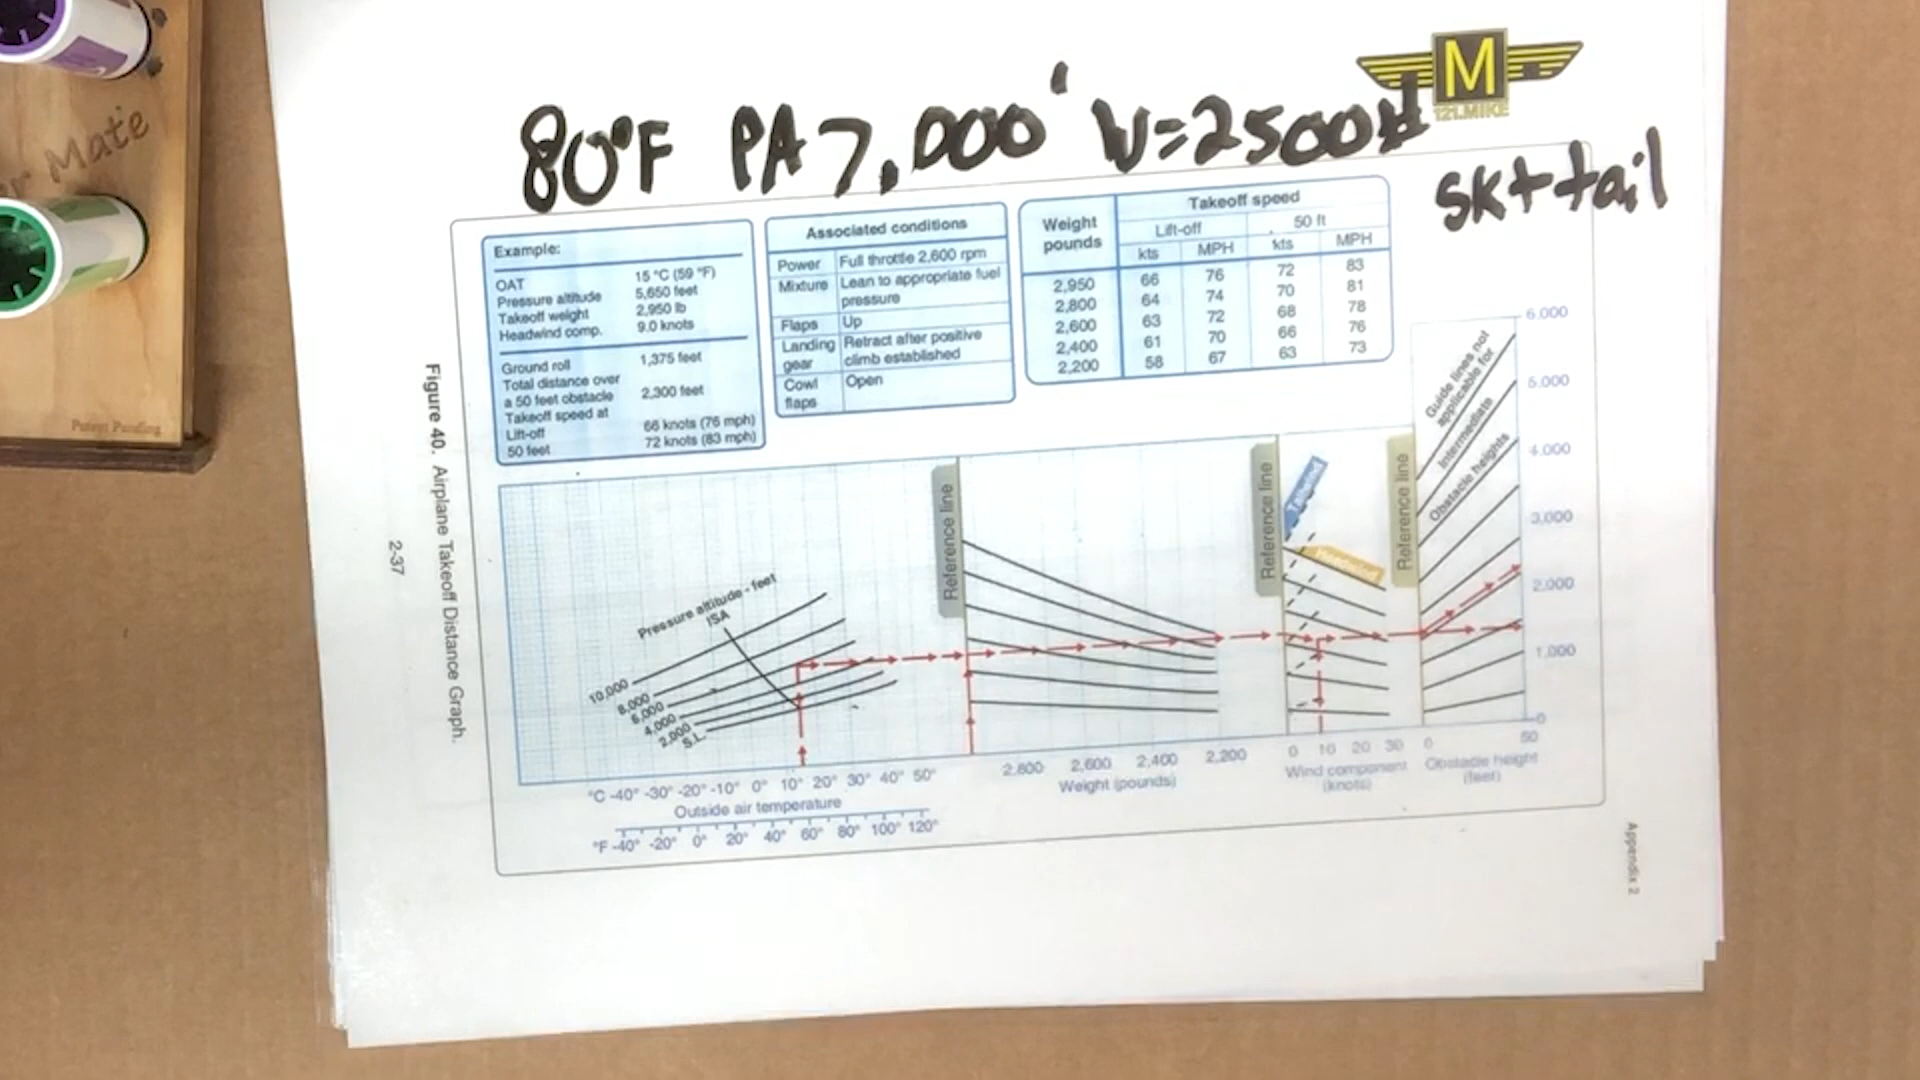 M
121.MIKE
80°F PA 7,000' W=2500#
5kt tail
er Mate
Patent Pending
Example:
OAT 15 °C (59 °F)
Pressure altitude 5,650 feet
Takeoff weight 2,950 lb
Headwind comp. 9.0 knots
Ground roll 1,375 feet
Total distance over
a 50 feet obstacle 2,300 feet
Takeoff speed at
Lift-off 66 knots (76 mph)
50 feet 72 knots (83 mph)
Associated conditions
Power Full throttle 2,600 rpm
Mixture Lean to appropriate fuel
pressure
Flaps Up
Landing Retract after positive
gear climb established
Cowl Open
flaps
Weight
pounds
Takeoff speed
Lift-off 50 ft
kts MPH kts MPH
2,950 66 76 72 83
2,800 64 74 70 81
2,600 63 72 68 78
2,400 61 70 66 76
2,200 58 67 63 73
Reference line
Reference line
Tailwind
Headwind
Reference line
Guide lines not
applicable for
Intermediate
Obstacle heights
6,000
5,000
4,000
3,000
2,000
1,000
0
Pressure altitude - feet
ISA
10,000
8,000
6,000
4,000
2,000
S.L.
°C -40° -30° -20° -10° 0° 10° 20° 30° 40° 50°
Outside air temperature
°F -40° -20° 0° 20° 40° 60° 80° 100° 120°
2,800 2,600 2,400 2,200
Weight (pounds)
0 10 20 30
Wind component
(knots)
0 50
Obstacle height
(feet)
Figure 40. Airplane Takeoff Distance Graph.
2-37
Appendix 2